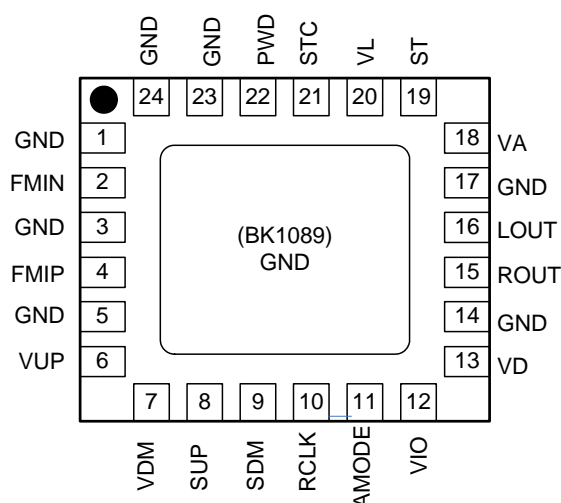 GND
GND
PWD
STC
VL
ST
24
23
22
21
20
19
GND 1
FMIN 2
GND 3
FMIP 4
GND 5
VUP 6
18 VA
17 GND
16 LOUT
15 ROUT
14 GND
13 VD
(BK1089)
GND
7
8
9
10
11
12
VDM
SUP
SDM
RCLK
AMODE
VIO